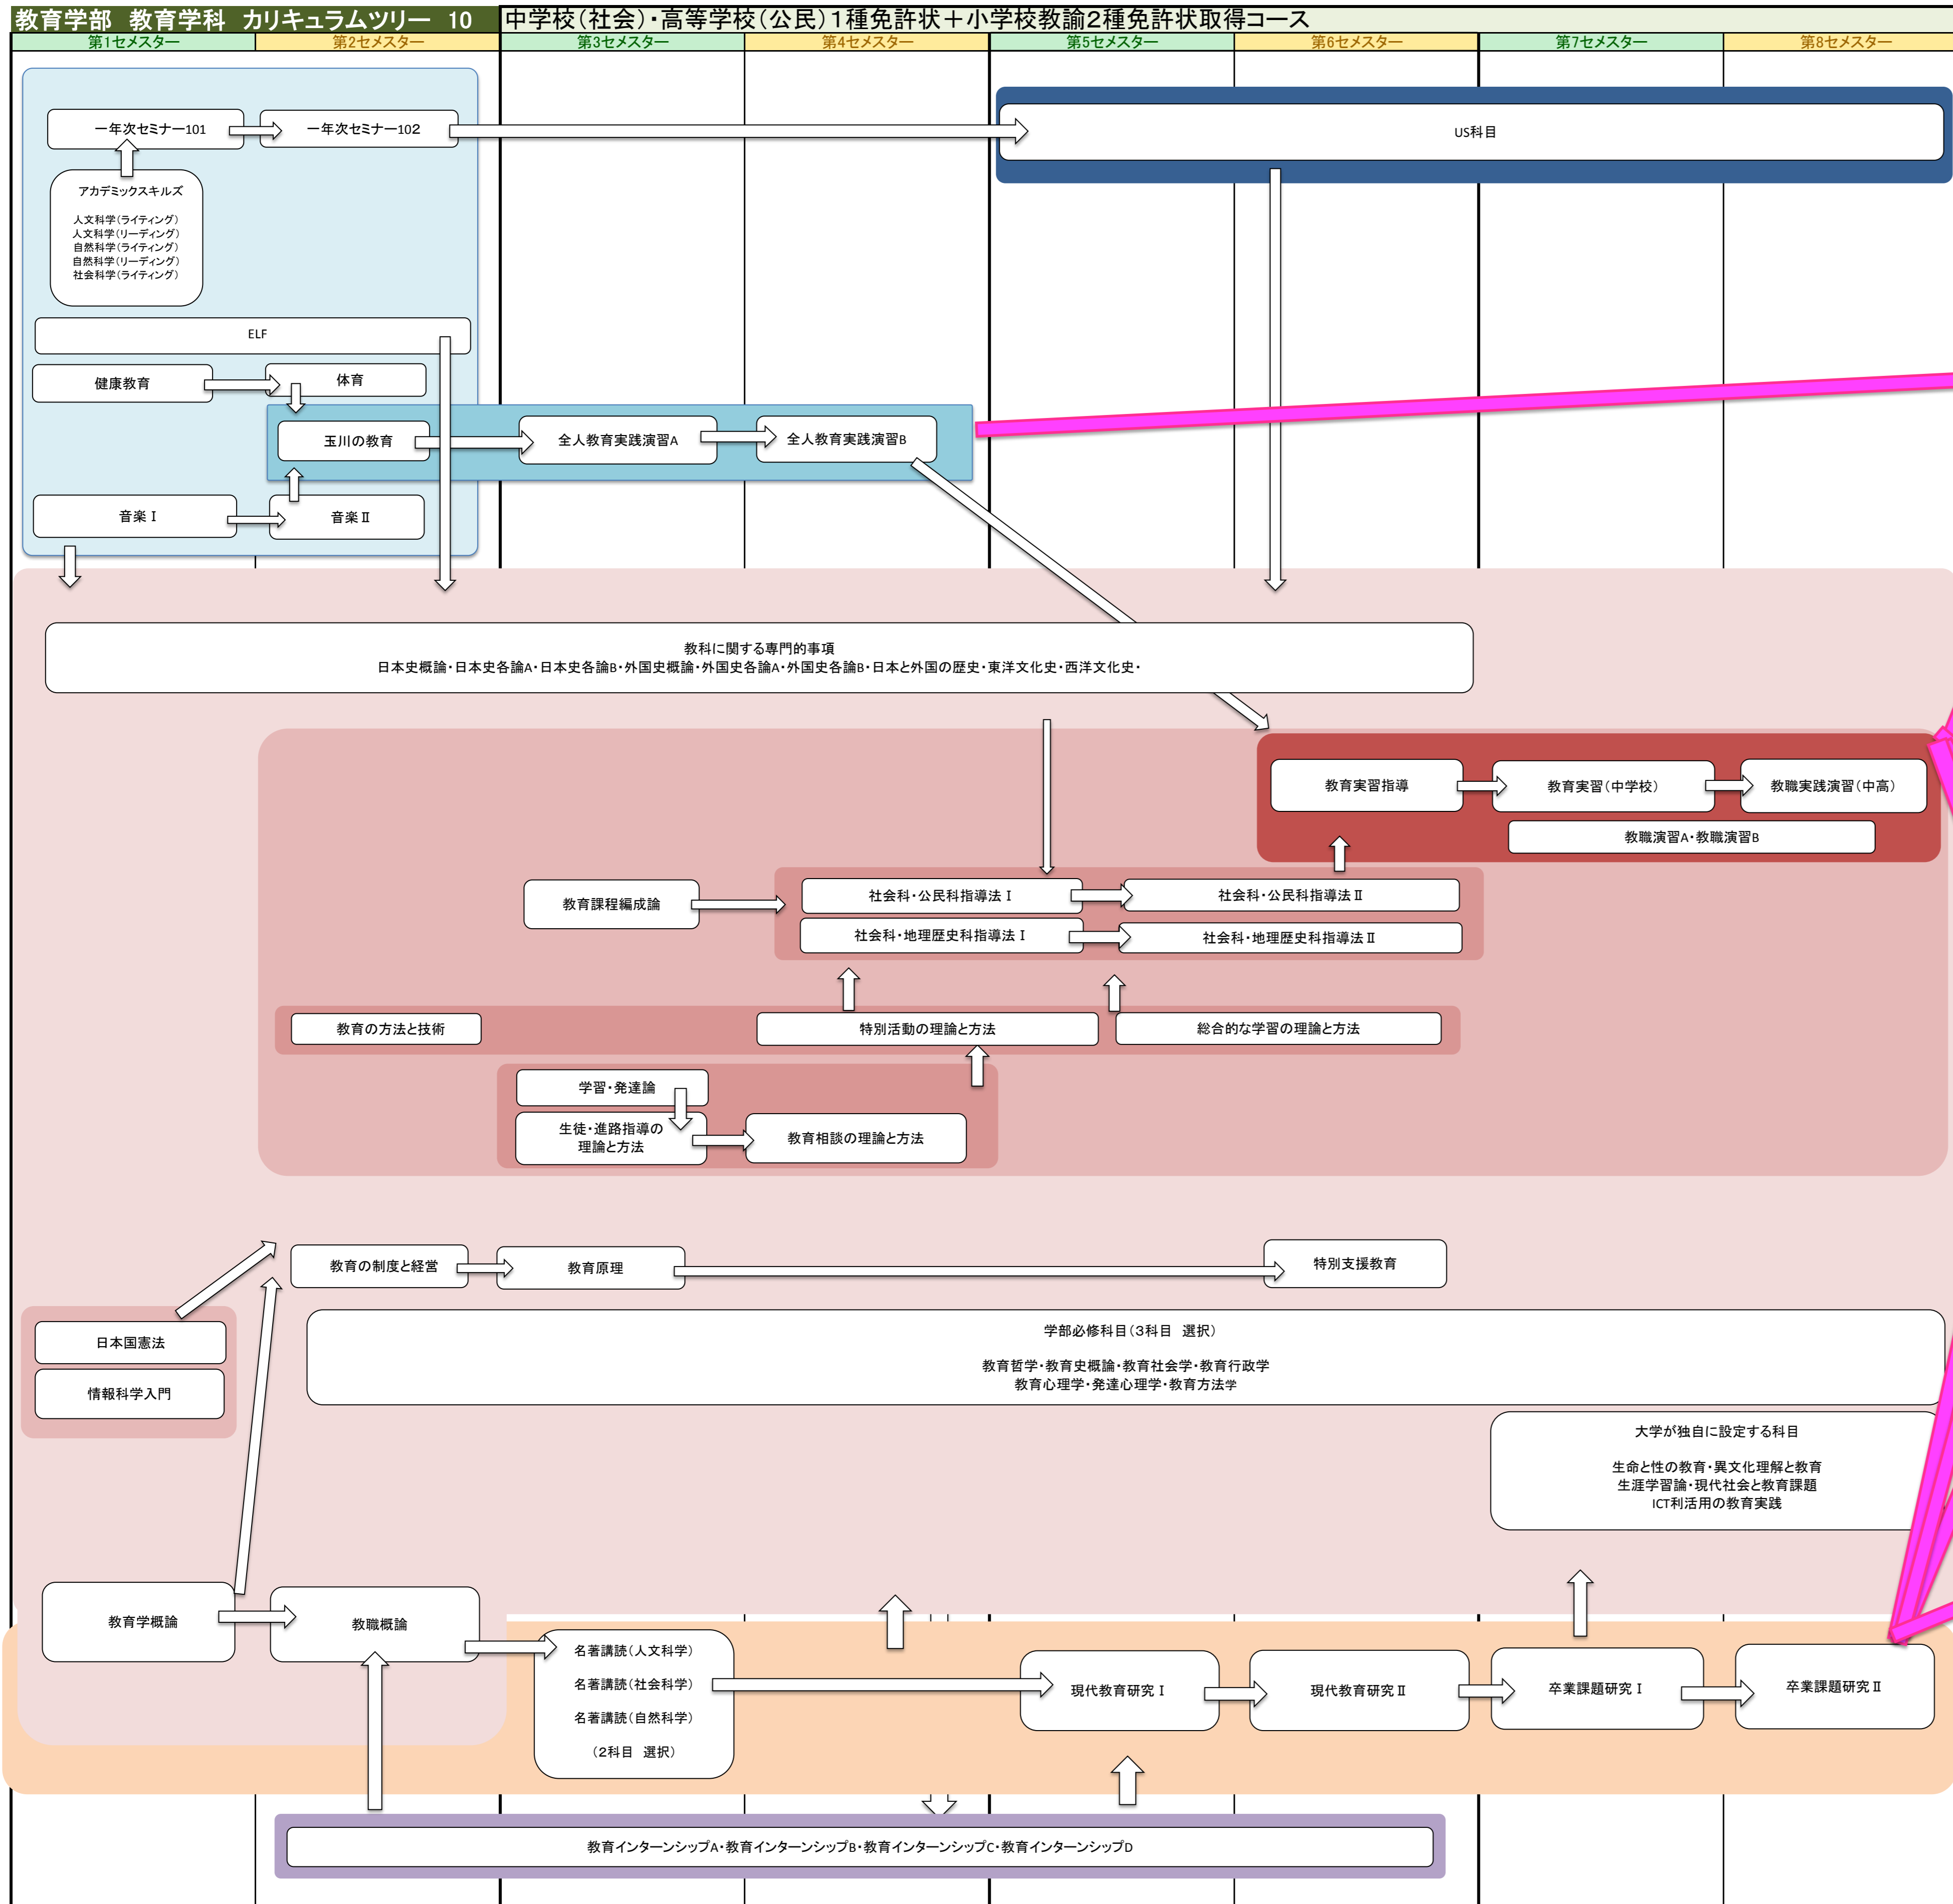 教育学部 教育学科 カリキュラムツリー 10
中学校(社会)・高等学校(公民)1種免許状+小学校教諭2種免許状取得コース
第1セメスター
第2セメスター
第3セメスター
第4セメスター
第5セメスター
第6セメスター
第7セメスター
第8セメスター
一年次セミナー101
一年次セミナー102
US科目
アカデミックスキルズ
人文科学(ライティング)
人文科学(リーディング)
自然科学(ライティング)
自然科学(リーディング)
社会科学(ライティング)
ELF
健康教育
体育
玉川の教育
全人教育実践演習A
全人教育実践演習B
音楽Ⅰ
音楽Ⅱ
教科に関する専門的事項
日本史概論・日本史各論A・日本史各論B・外国史概論・外国史各論A・外国史各論B・日本と外国の歴史・東洋文化史・西洋文化史・
教育実習指導
教育実習(中学校)
教職実践演習(中高)
教職演習A・教職演習B
教育課程編成論
社会科・公民科指導法Ⅰ
社会科・公民科指導法Ⅱ
社会科・地理歴史科指導法Ⅰ
社会科・地理歴史科指導法Ⅱ
教育の方法と技術
特別活動の理論と方法
総合的な学習の理論と方法
学習・発達論
生徒・進路指導の
理論と方法
教育相談の理論と方法
教育の制度と経営
教育原理
特別支援教育
日本国憲法
情報科学入門
学部必修科目(3科目 選択)
教育哲学・教育史概論・教育社会学・教育行政学
教育心理学・発達心理学・教育方法学
大学が独自に設定する科目
生命と性の教育・異文化理解と教育
生涯学習論・現代社会と教育課題
ICT利活用の教育実践
教育学概論
教職概論
名著講読(人文科学)
名著講読(社会科学)
名著講読(自然科学)
(2科目 選択)
現代教育研究Ⅰ
現代教育研究Ⅱ
卒業課題研究Ⅰ
卒業課題研究Ⅱ
教育インターンシップA・教育インターンシップB・教育インターンシップC・教育インターンシップD